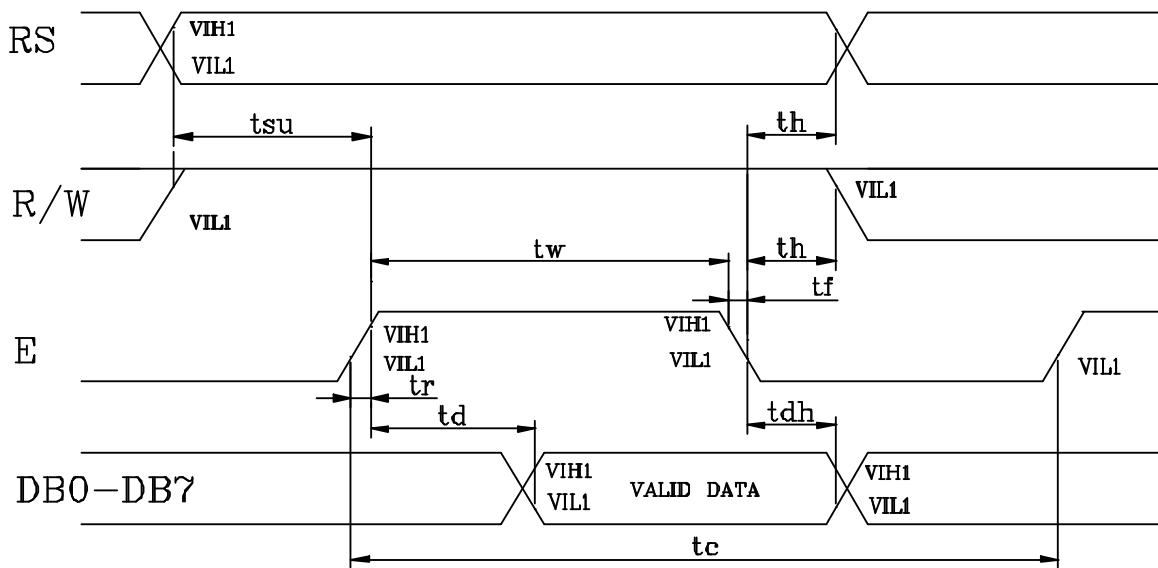 RS
VIH1
VIL1
tsu
th
R/W
VIL1
VIL1
tw
th
tf
E
VIH1
VIL1
VIH1
VIL1
VIL1
tr
td
tdh
DB0-DB7
VIH1
VIL1
VALID DATA
VIH1
VIL1
tc